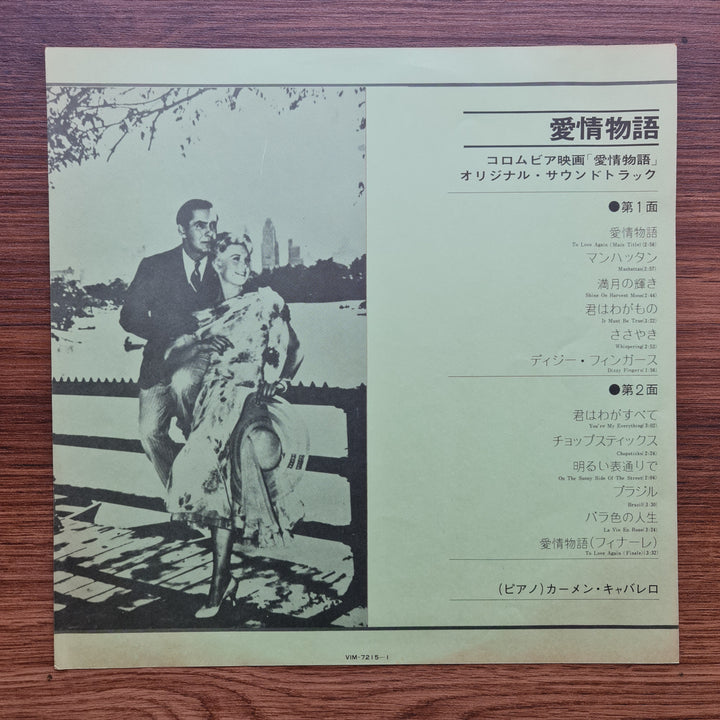 愛情物語
コロムビア映画「愛情物語」
オリジナル・サウンドトラック
●第1面
愛情物語
To Love Again (Main Title) (2・56)
マンハッタン
Manhattan(2・57)
満月の輝き
Shine On Harvest Moon(2・44)
君はわがもの
It Must Be True(3・22)
ささやき
Whispering(2・52)
ディジー・フィンガース
Dizzy Fingers(1・56)
●第2面
君はわがすべて
You're My Everything(3・02)
チョップスティックス
Chopsticks(2・26)
明るい表通りで
On The Sunny Side Of The Street(2・04)
ブラジル
Brazil(3・30)
バラ色の人生
La Vie En Rose(3・24)
愛情物語(フィナーレ)
To Love Again (Finale)(3・32)
(ピアノ)カーメン・キャバレロ
VIM-7215-1